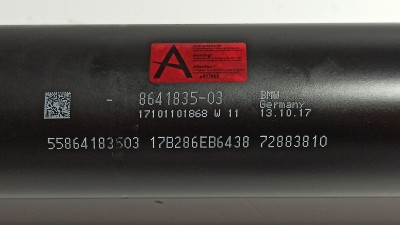 A
- 8641835-03 BMW
Germany
17101101868 W 11 13.10.17
55864183503 17B286EB6438 72883810